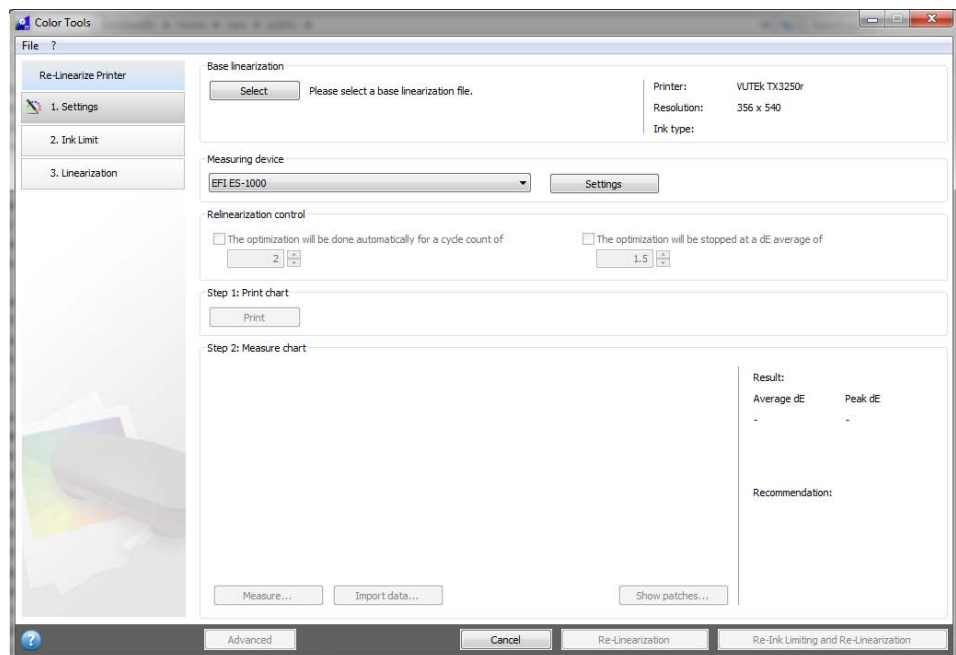 Color Tools
File ?
Re-Linearize Printer
1. Settings
2. Ink Limit
3. Linearization
Base linearization
Select Please select a base linearization file.
Printer: VUTEk TX3250r
Resolution: 356 x 540
Ink type:
Measuring device
EFI ES-1000 Settings
Relinearization control
The optimization will be done automatically for a cycle count of
2
The optimization will be stopped at a dE average of
1.5
Step 1: Print chart
Print
Step 2: Measure chart
Result:
Average dE Peak dE
- -
Recommendation:
Measure... Import data... Show patches...
? Advanced Cancel Re-Linearization Re-Ink Limiting and Re-Linearization